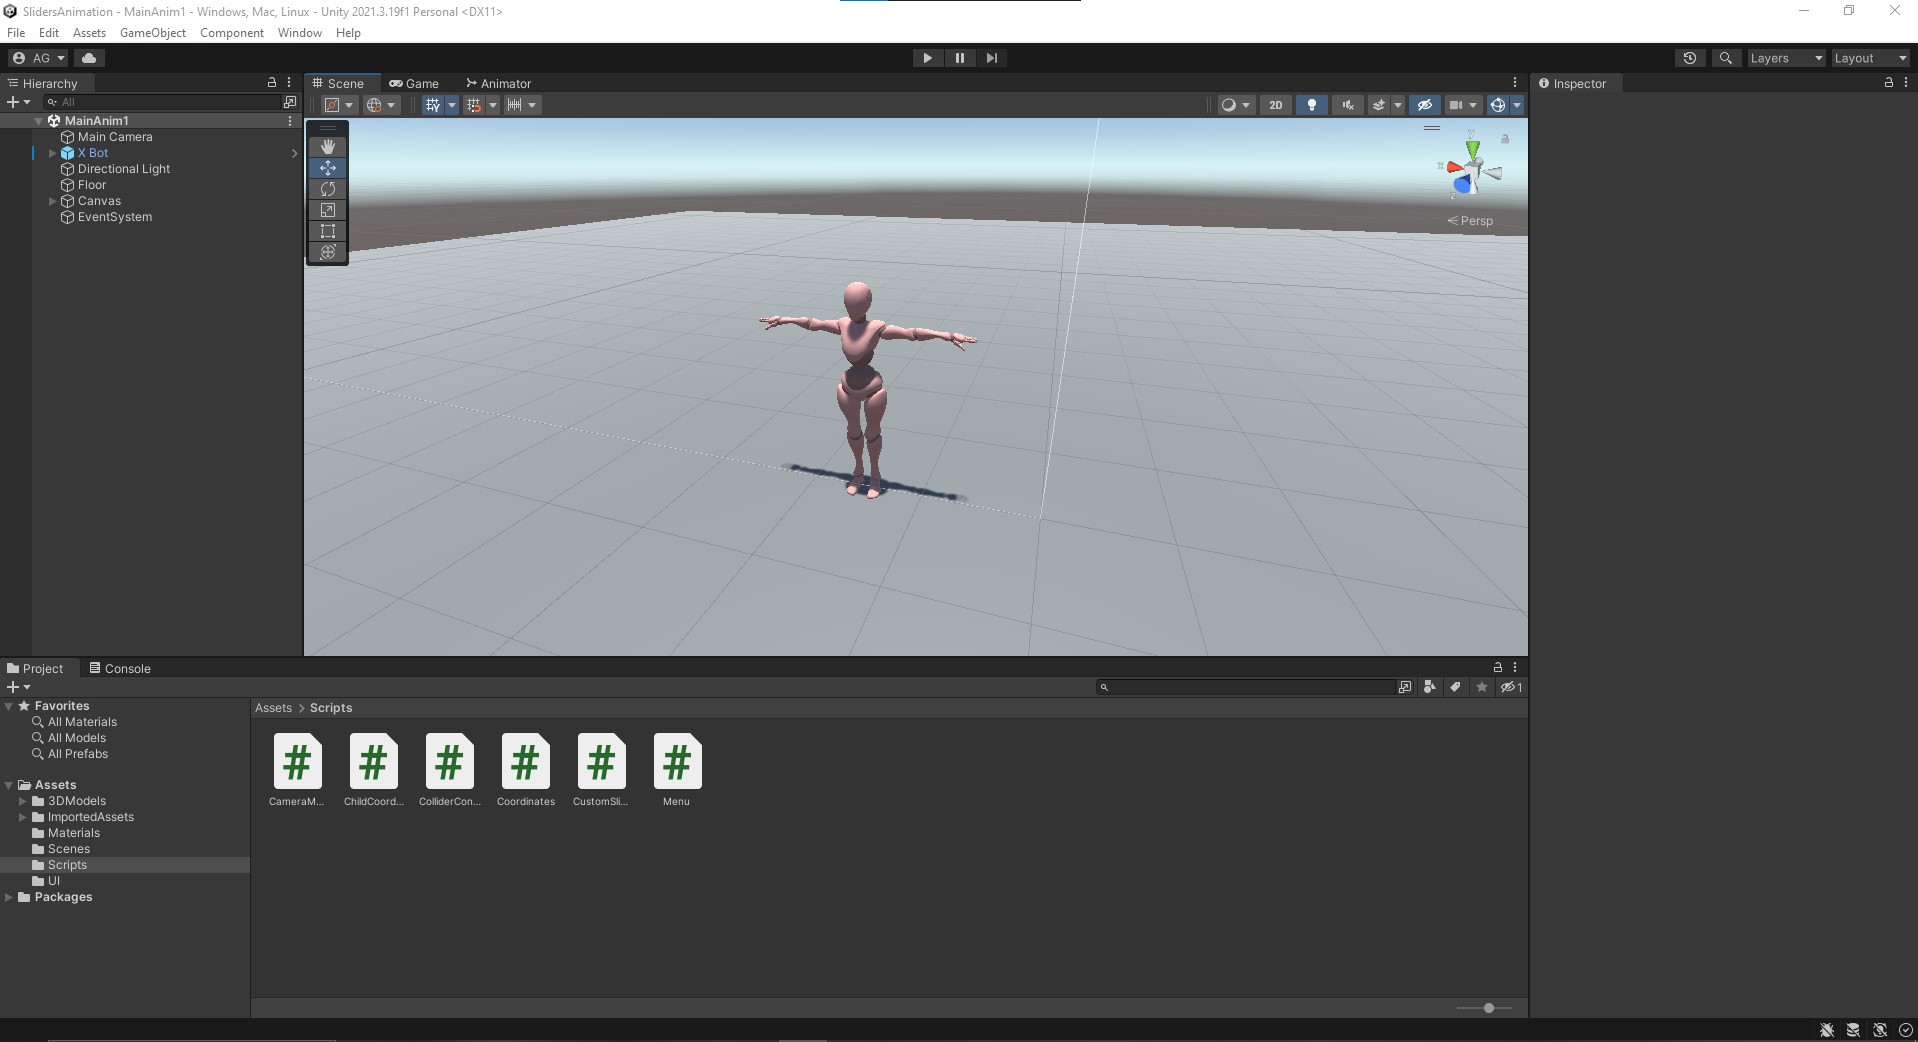 SlidersAnimation - MainAnim1 - Windows, Mac, Linux - Unity 2021.3.19f1 Personal <DX11>
File Edit Assets GameObject Component Window Help
AG
Layers
Layout
Hierarchy
Scene
Game
Animator
Inspector
All
2D
MainAnim1
Main Camera
X Bot
Directional Light
Floor
Canvas
EventSystem
y
x
z
Persp
Project
Console
1
Favorites
All Materials
All Models
All Prefabs
Assets
3DModels
ImportedAssets
Materials
Scenes
Scripts
UI
Packages
Assets > Scripts
# # # # # #
CameraM... ChildCoord... ColliderCon... Coordinates CustomSli... Menu